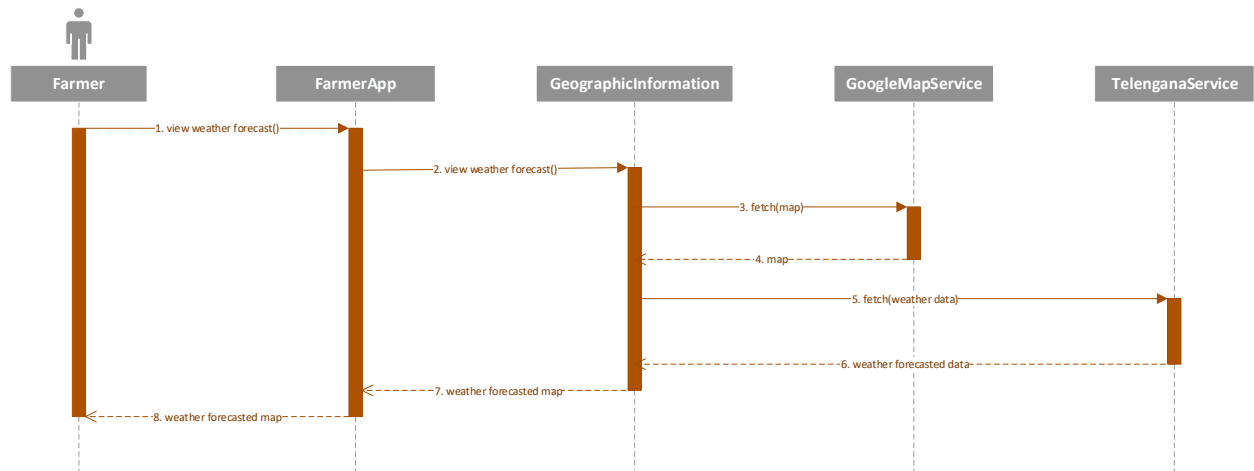 Farmer
FarmerApp
GeographicInformation
GoogleMapService
TelenganaService
1. view weather forecast()
2. view weather forecast()
3. fetch(map)
4. map
5. fetch(weather data)
6. weather forecasted data
7. weather forecasted map
8. weather forecasted map